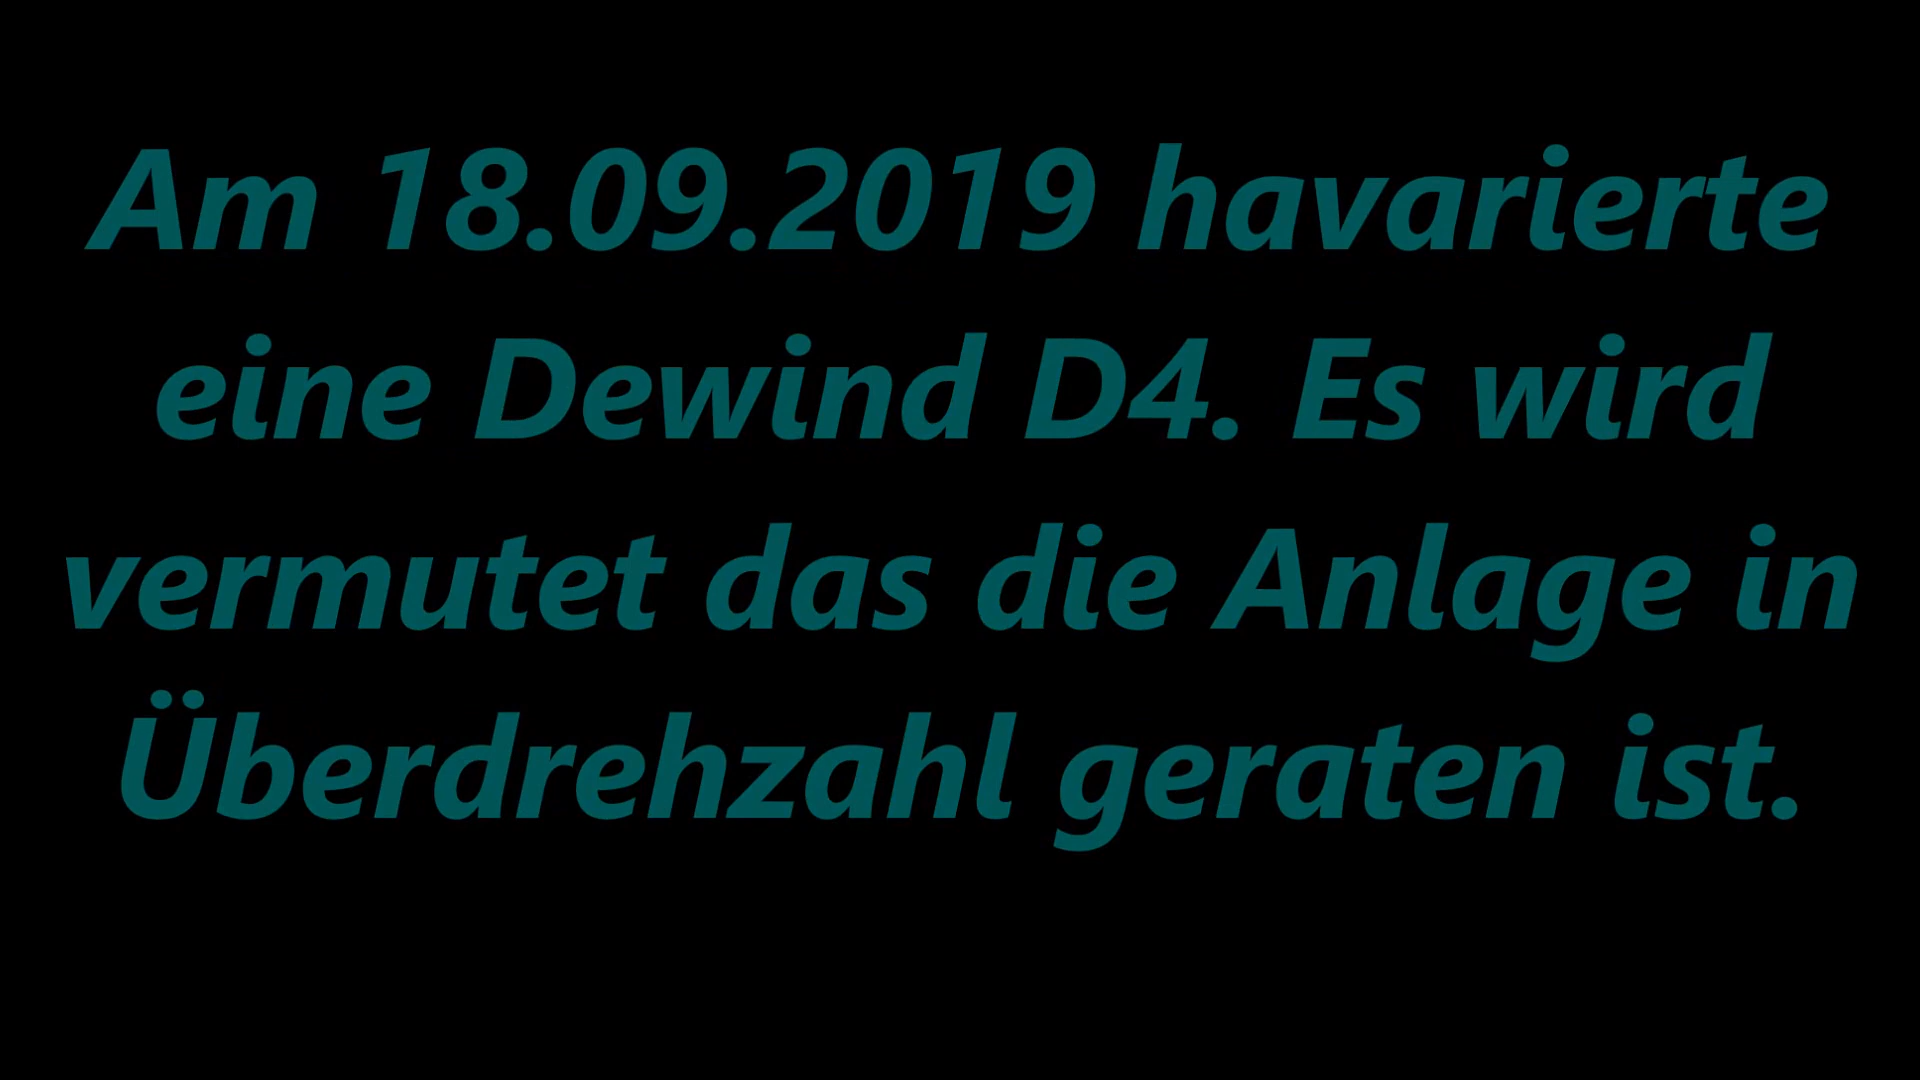 Am 18.09.2019 havarierte
eine Dewind D4. Es wird
vermutet das die Anlage in
Überdrehzahl geraten ist.